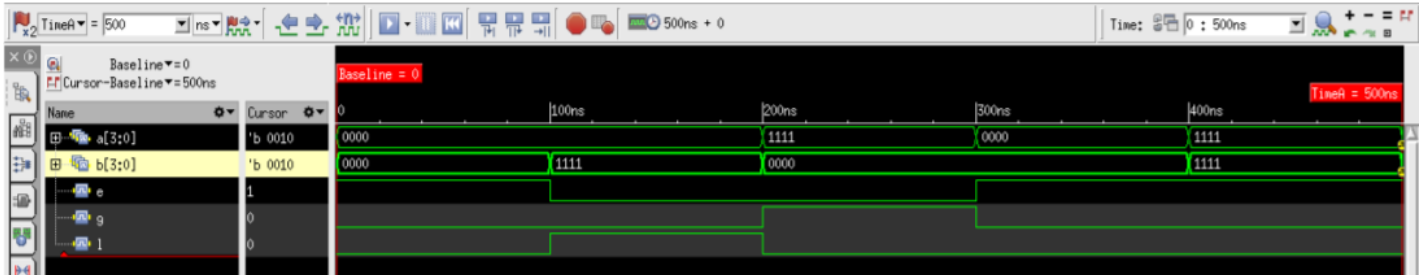 x2 TimeA▾ = 500 ns▾ 500ns + 0 Time: 0 : 500ns
Baseline▾=0
Cursor-Baseline▾=500ns
Baseline = 0
TimeA = 500ns
Name Cursor 0 100ns 200ns 300ns 400ns
a[3:0] 'b 0010 0000 1111 0000 1111
b[3:0] 'b 0010 0000 1111 0000 1111
e 1
g 0
l 0